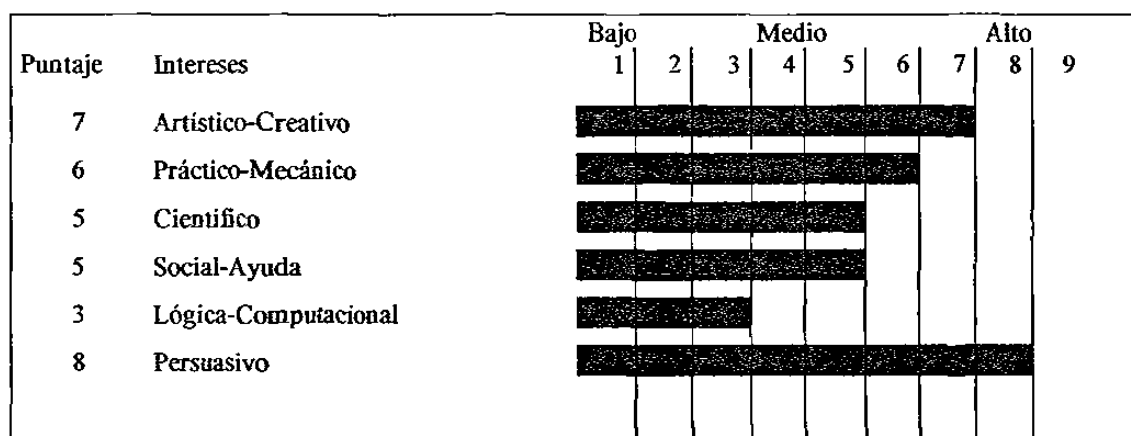 Bajo Medio Alto
Puntaje Intereses 1 2 3 4 5 6 7 8 9
7 Artístico-Creativo
6 Práctico-Mecánico
5 Científico
5 Social-Ayuda
3 Lógica-Computacional
8 Persuasivo